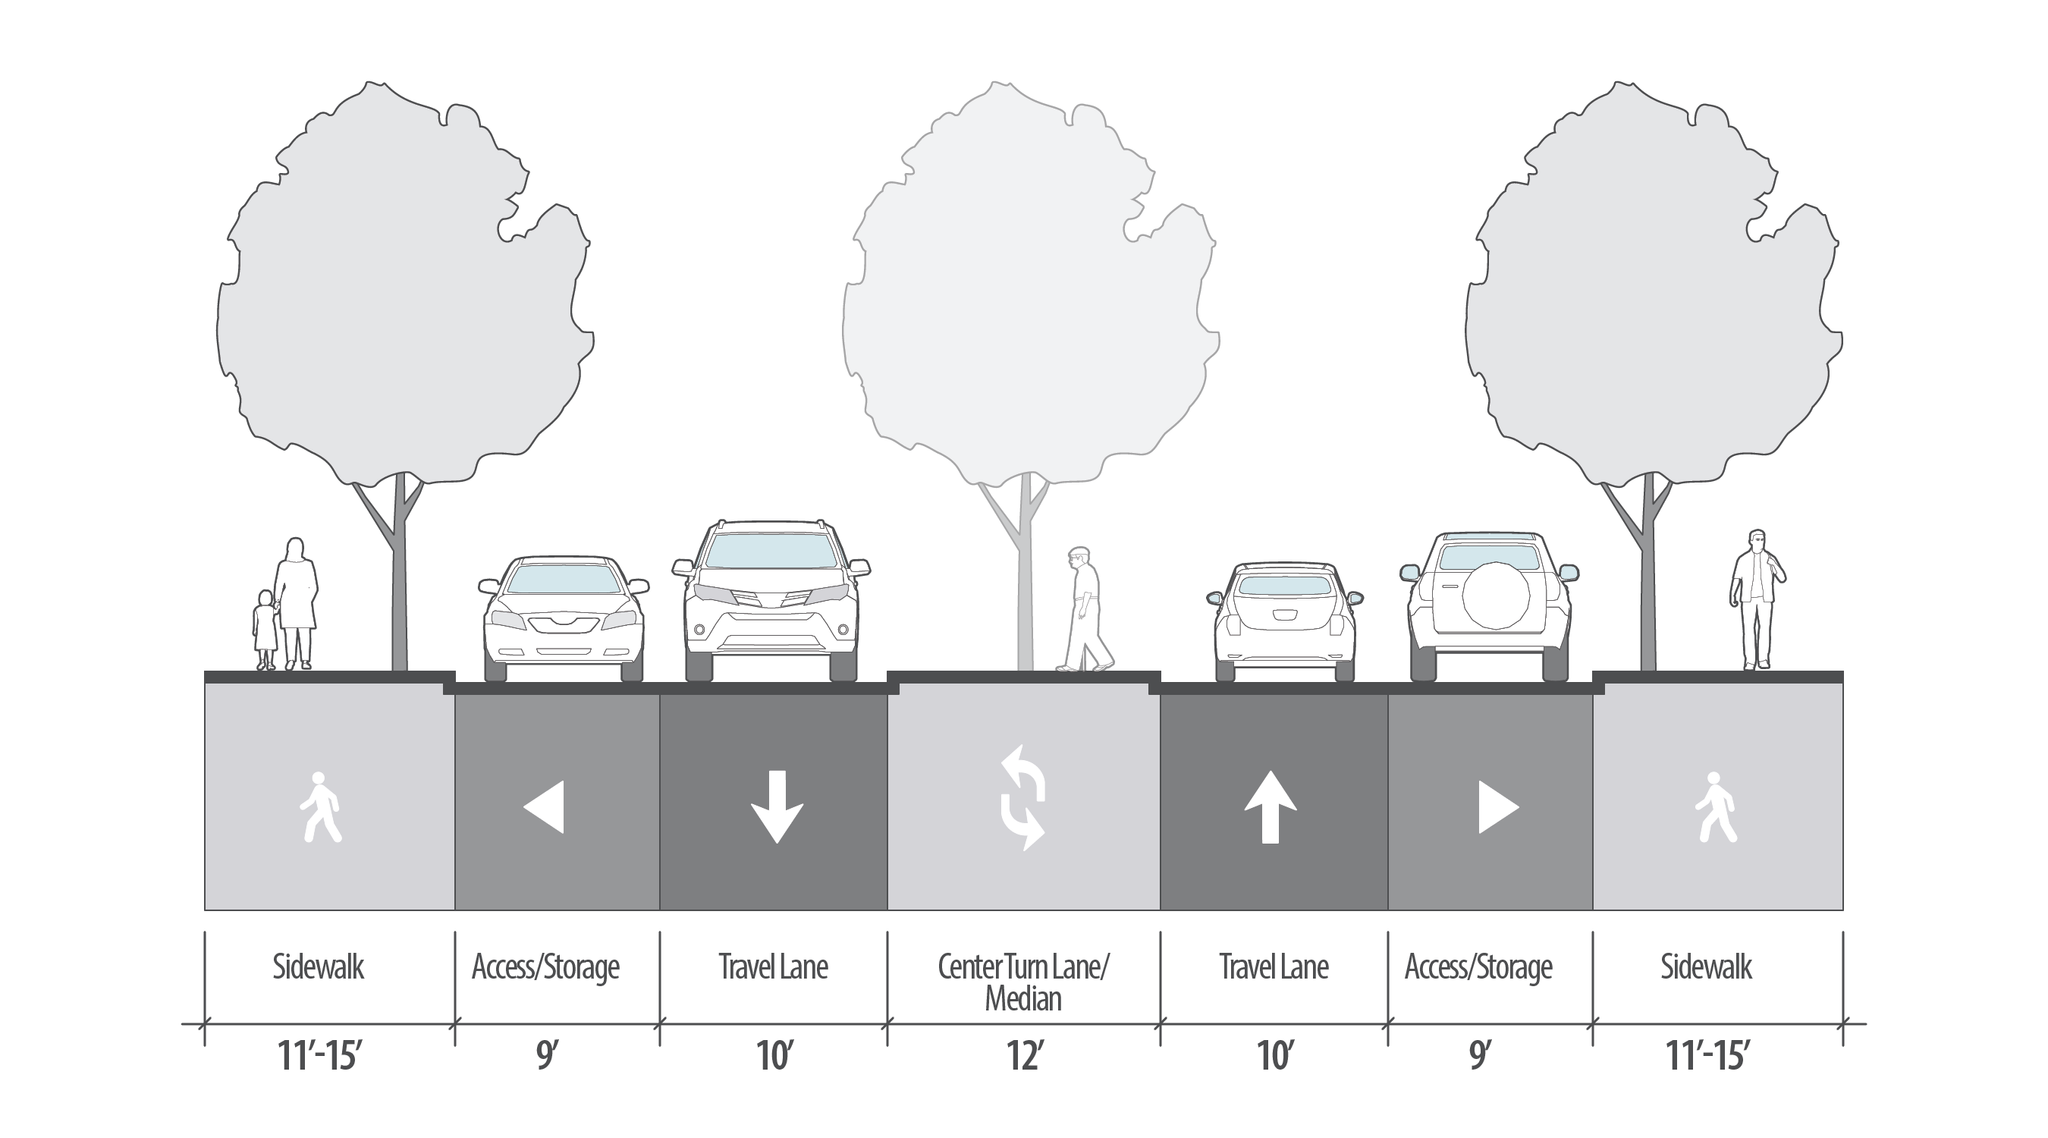 Sidewalk
Access/Storage
Travel Lane
Center Turn Lane/
Median
Travel Lane
Access/Storage
Sidewalk
11’-15’
9’
10’
12’
10’
9’
11’-15’